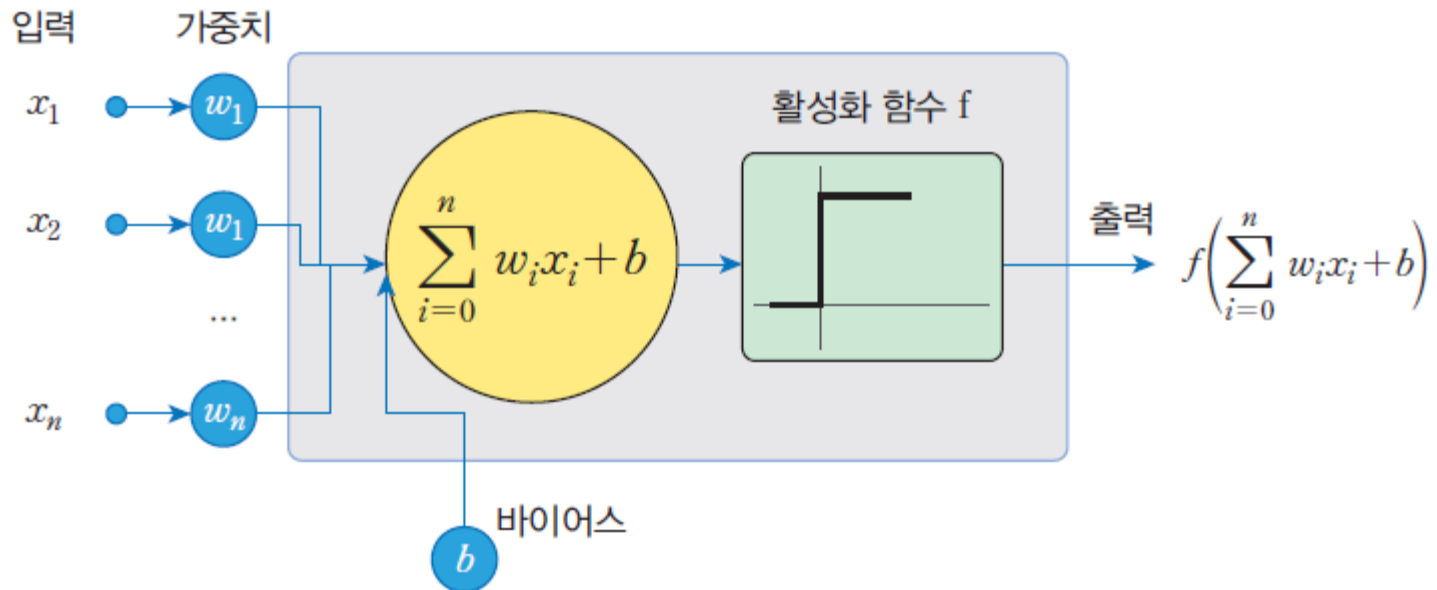 입력 가중치
활성화 함수 f
x₁ w₁
x₂ w₁
...
xₙ wₙ
n
∑ wᵢxᵢ+b
i=0
출력
n
f(∑ wᵢxᵢ+b)
i=0
바이어스
b